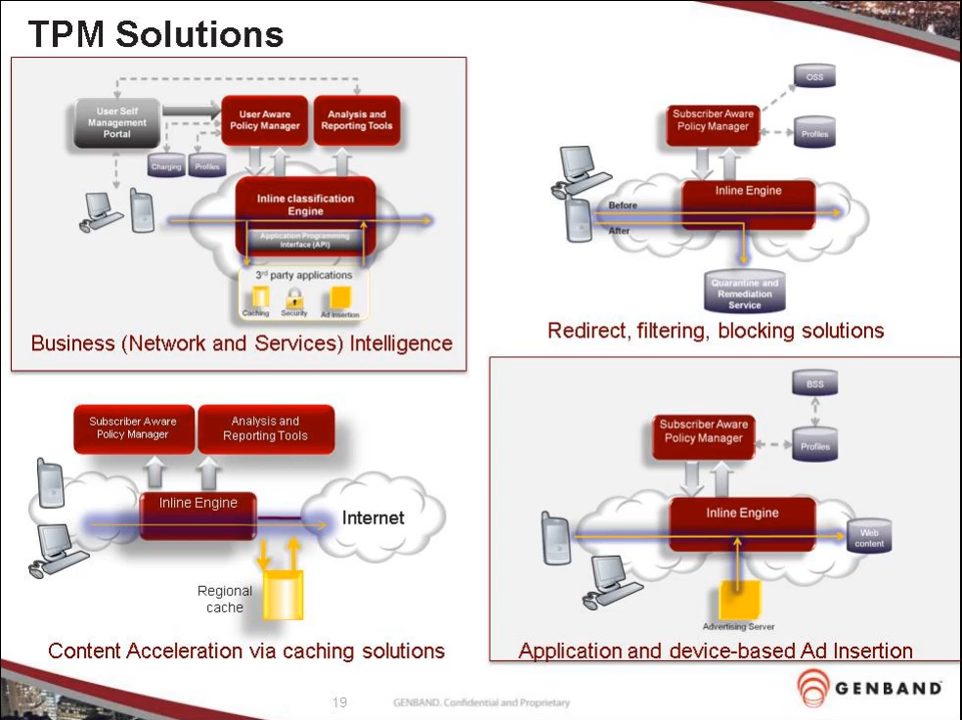 TPM Solutions
User Self
Management
Portal
User Aware
Policy Manager
Analysis and
Reporting Tools
Charging
Profiles
Inline classification
Engine
Application Programming
Interface (API)
3rd party applications
Caching
Security
Ad insertion
Business (Network and Services) Intelligence
OSS
Subscriber Aware
Policy Manager
Profiles
Inline Engine
Before
After
Quarantine and
Remediation
Service
Redirect, filtering, blocking solutions
Subscriber Aware
Policy Manager
Analysis and
Reporting Tools
Inline Engine
Internet
Regional
cache
Content Acceleration via caching solutions
BSS
Subscriber Aware
Policy Manager
Profiles
Inline Engine
Web
content
Advertising Server
Application and device-based Ad Insertion
19
GENBAND. Confidential and Proprietary
GENBAND